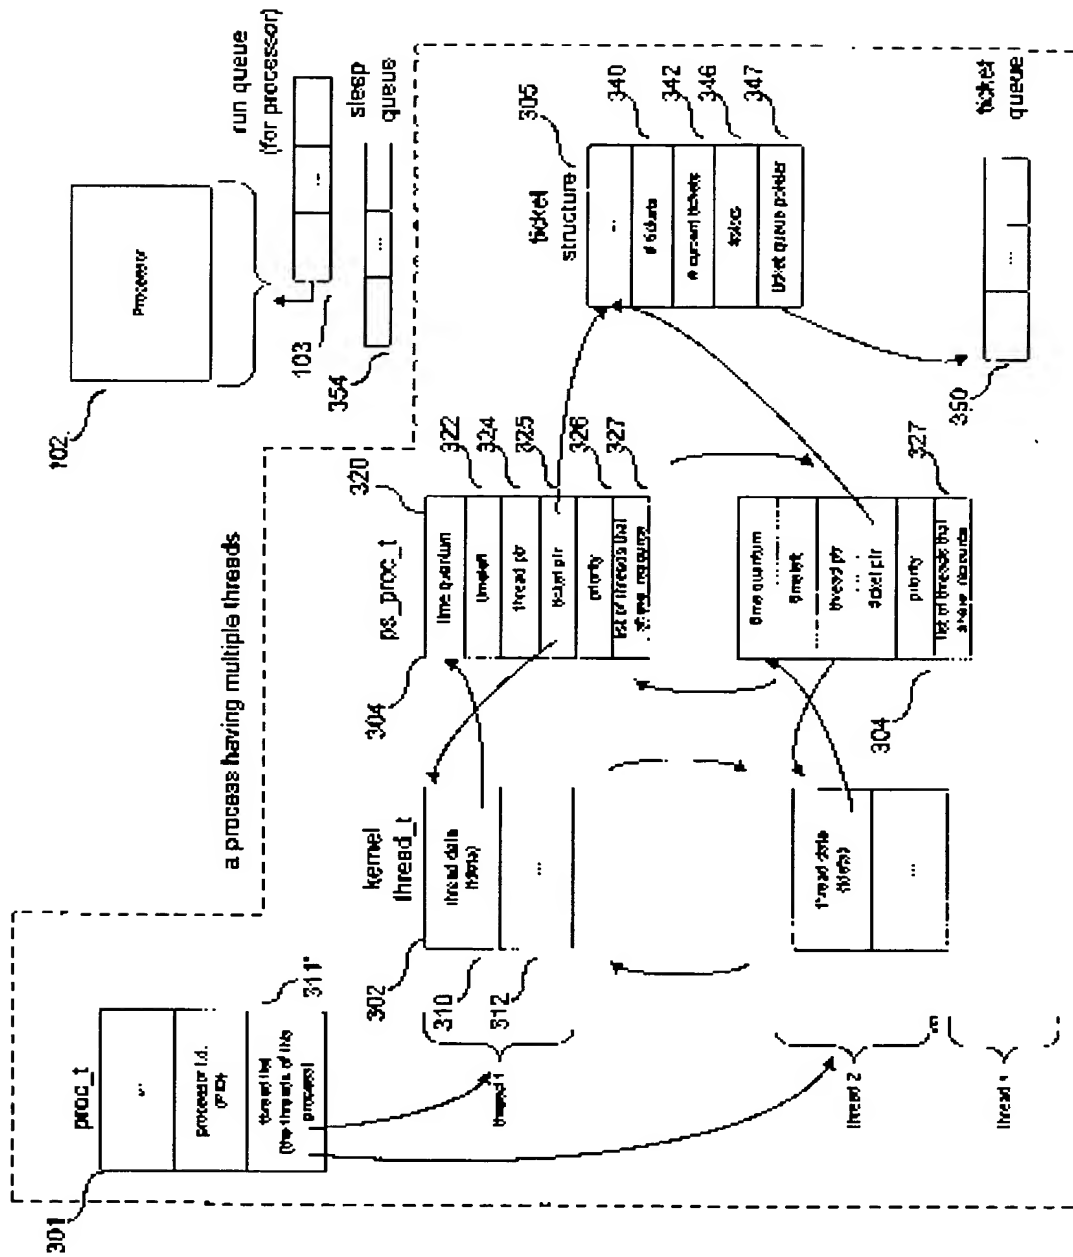 proc_t
301
...
processor i.d.
(PID)
thread list
(the threads of this
process)
311
a process having multiple threads
102
Processor
run queue
(for processor)
103
sleep
queue
354
kernel
thread_t
302
thread data
(tdata)
...
310
312
thread 1
ps_proc_t
304
320
time quantum
timeleft
thread ptr
ticket ptr
priority
list of threads that
share resource
322
324
325
326
327
ticket
structure
305
...
# tickets
# current tickets
ticket queue pointer
340
342
346
347
thread data
(tdata)
...
thread 2
time quantum
timeleft
thread ptr
ticket ptr
priority
list of threads that
share resource
304
327
ticket
queue
...
350
thread